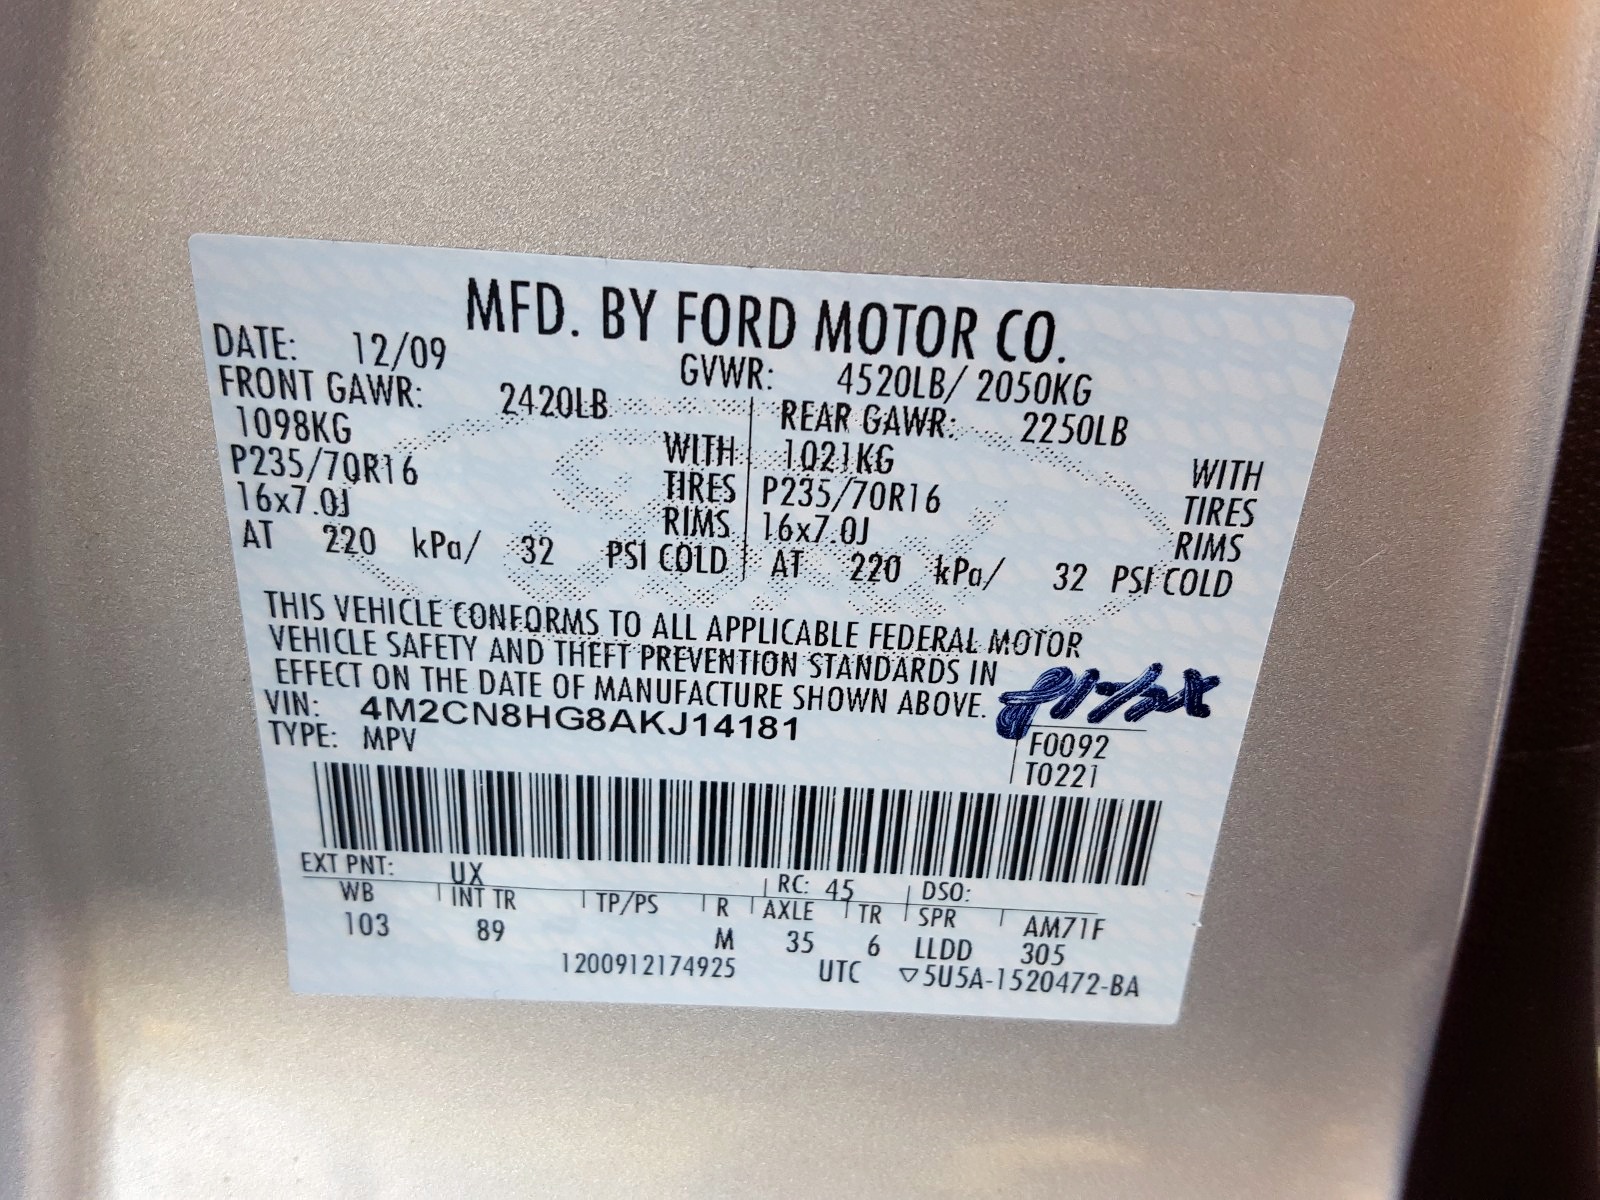 MFD. BY FORD MOTOR CO.
DATE: 12/09 GVWR: 4520LB/ 2050KG
FRONT GAWR: 2420LB REAR GAWR: 2250LB
1098KG WITH 1021KG WITH
P235/70R16 TIRES P235/70R16 TIRES
16x7.0J RIMS 16x7.0J RIMS
AT 220 kPa/ 32 PSI COLD AT 220 kPa/ 32 PSI COLD
THIS VEHICLE CONFORMS TO ALL APPLICABLE FEDERAL MOTOR
VEHICLE SAFETY AND THEFT PREVENTION STANDARDS IN
EFFECT ON THE DATE OF MANUFACTURE SHOWN ABOVE.
VIN: 4M2CN8HG8AKJ14181
TYPE: MPV
F0092
T0221
EXT PNT: UX RC: 45 DSO:
WB INT TR TP/PS R AXLE TR SPR AM71F
103 89 M 35 6 LLDD 305
1200912174925 UTC ▽5U5A-1520472-BA